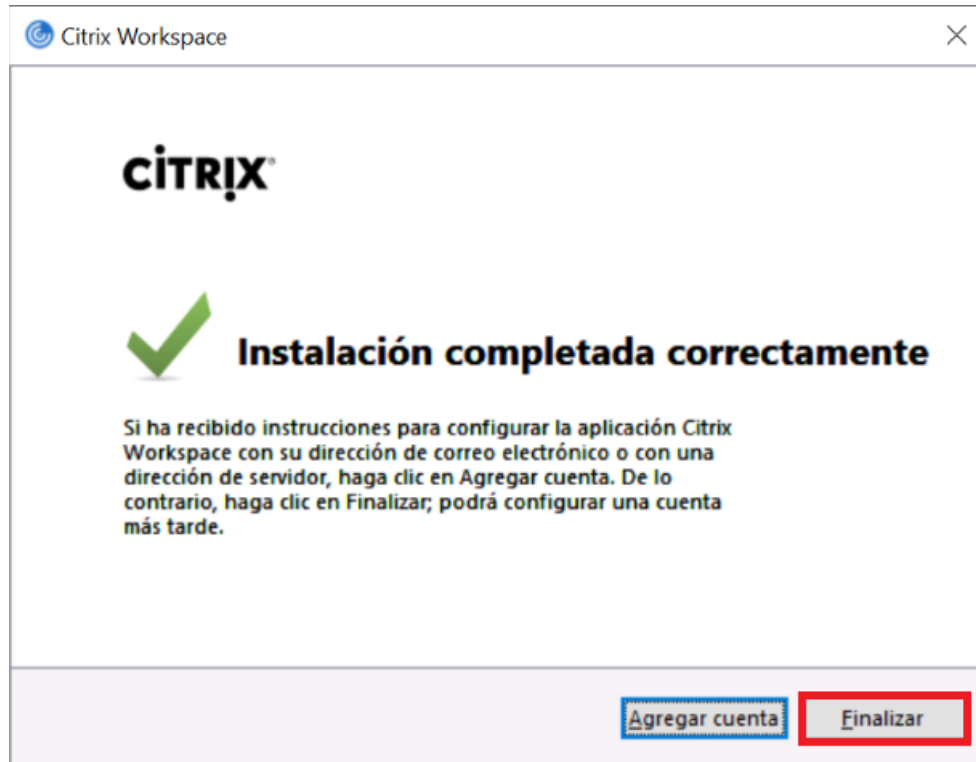 Citrix Workspace
CİTRIX®
Instalación completada correctamente
Si ha recibido instrucciones para configurar la aplicación Citrix
Workspace con su dirección de correo electrónico o con una
dirección de servidor, haga clic en Agregar cuenta. De lo
contrario, haga clic en Finalizar; podrá configurar una cuenta
más tarde.
Agregar cuenta
Finalizar